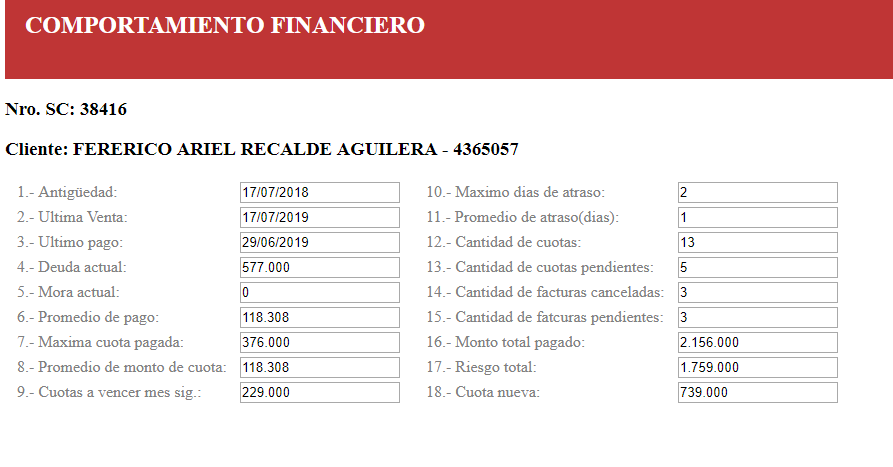 COMPORTAMIENTO FINANCIERO
Nro. SC: 38416
Cliente: FERERICO ARIEL RECALDE AGUILERA - 4365057
1.- Antigüedad: 17/07/2018 10.- Maximo dias de atraso: 2
2.- Ultima Venta: 17/07/2019 11.- Promedio de atraso(dias): 1
3.- Ultimo pago: 29/06/2019 12.- Cantidad de cuotas: 13
4.- Deuda actual: 577.000 13.- Cantidad de cuotas pendientes: 5
5.- Mora actual: 0 14.- Cantidad de facturas canceladas: 3
6.- Promedio de pago: 118.308 15.- Cantidad de fatcuras pendientes: 3
7.- Maxima cuota pagada: 376.000 16.- Monto total pagado: 2.156.000
8.- Promedio de monto de cuota: 118.308 17.- Riesgo total: 1.759.000
9.- Cuotas a vencer mes sig.: 229.000 18.- Cuota nueva: 739.000